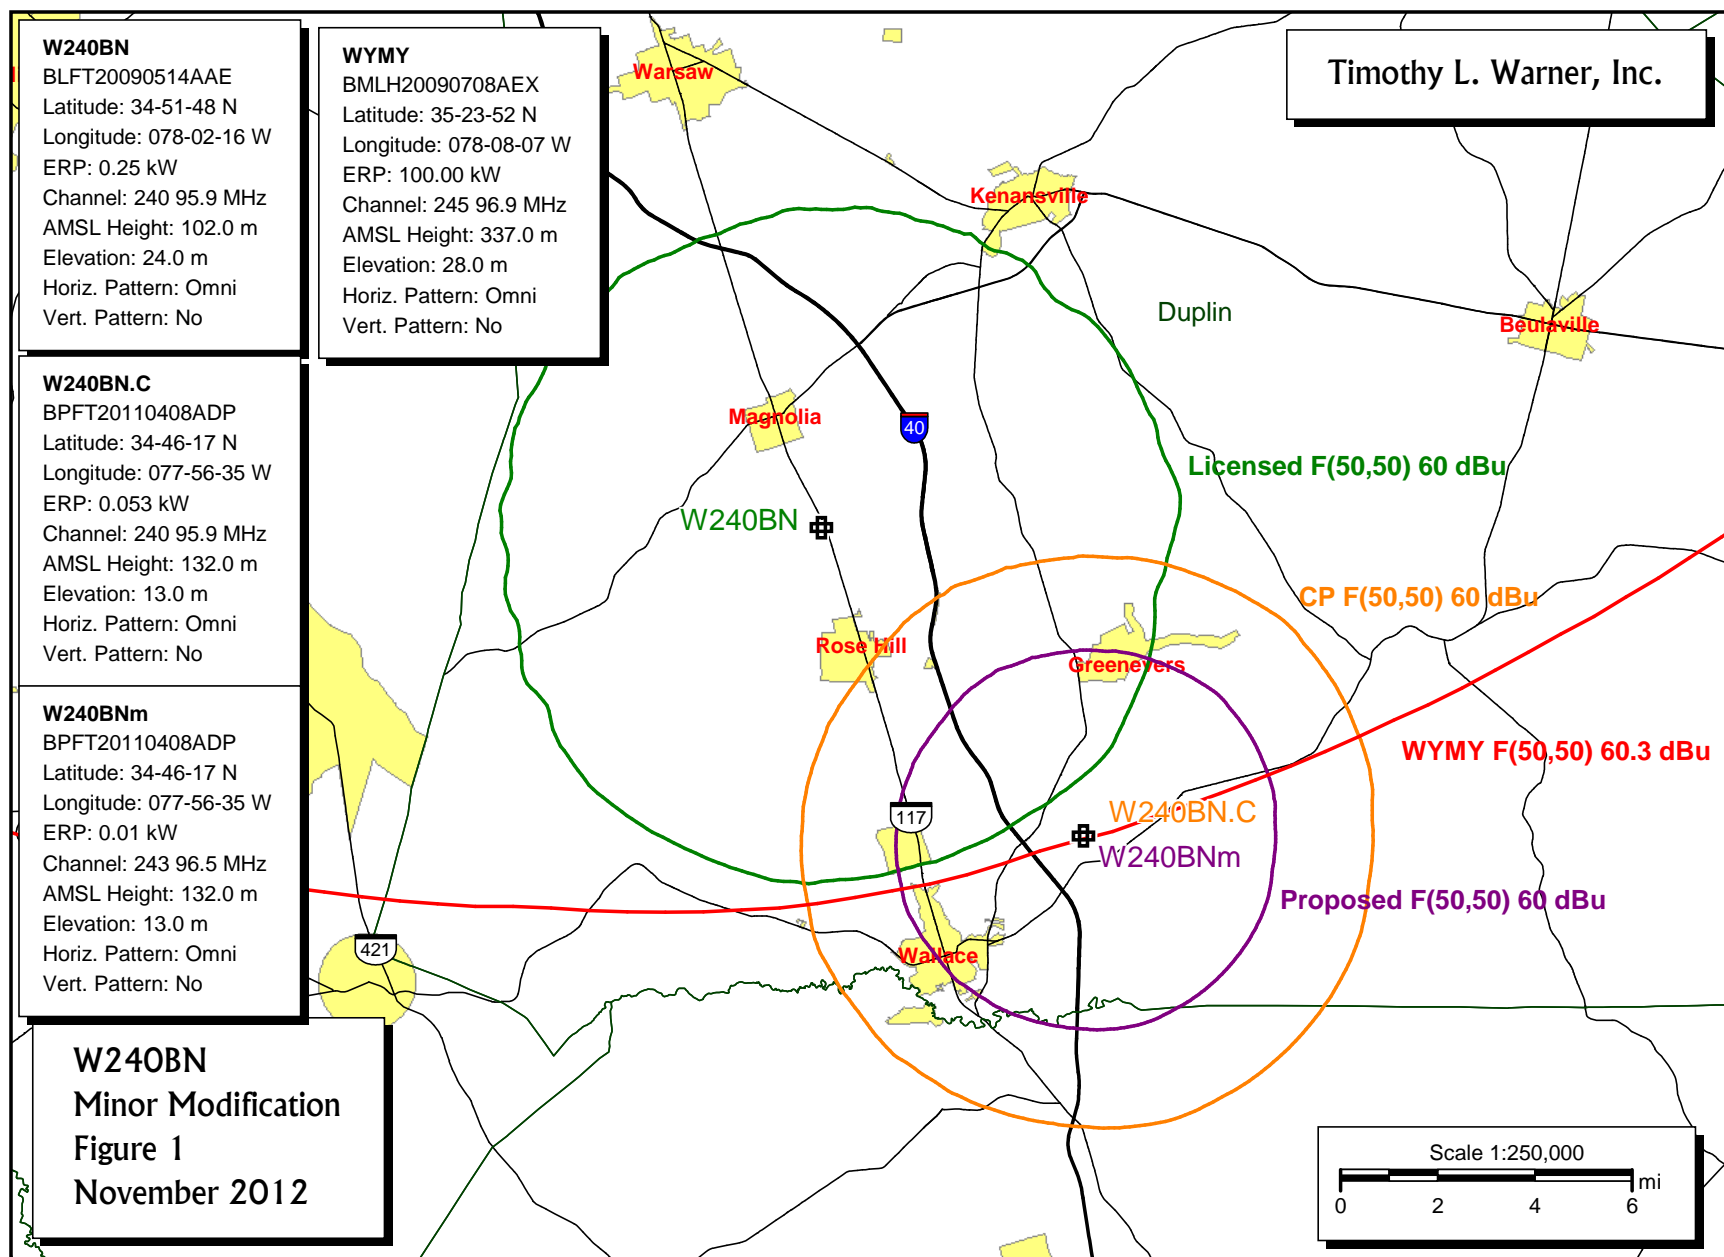 W240BN
BLFT20090514AAE
Latitude: 34-51-48 N
Longitude: 078-02-16 W
ERP: 0.25 kW
Channel: 240 95.9 MHz
AMSL Height: 102.0 m
Elevation: 24.0 m
Horiz. Pattern: Omni
Vert. Pattern: No
WYMY
BMLH20090708AEX
Latitude: 35-23-52 N
Longitude: 078-08-07 W
ERP: 100.00 kW
Channel: 245 96.9 MHz
AMSL Height: 337.0 m
Elevation: 28.0 m
Horiz. Pattern: Omni
Vert. Pattern: No
Timothy L. Warner, Inc.
W240BN.C
BPFT20110408ADP
Latitude: 34-46-17 N
Longitude: 077-56-35 W
ERP: 0.053 kW
Channel: 240 95.9 MHz
AMSL Height: 132.0 m
Elevation: 13.0 m
Horiz. Pattern: Omni
Vert. Pattern: No
W240BNm
BPFT20110408ADP
Latitude: 34-46-17 N
Longitude: 077-56-35 W
ERP: 0.01 kW
Channel: 243 96.5 MHz
AMSL Height: 132.0 m
Elevation: 13.0 m
Horiz. Pattern: Omni
Vert. Pattern: No
Warsaw
Kenansville
Duplin
Beulaville
Magnolia
40
Licensed F(50,50) 60 dBu
W240BN
CP F(50,50) 60 dBu
Rose Hill
Greenevers
WYMY F(50,50) 60.3 dBu
117
W240BN.C
W240BNm
Proposed F(50,50) 60 dBu
421
Wallace
W240BN
Minor Modification
Figure 1
November 2012
Scale 1:250,000
mi
0 2 4 6